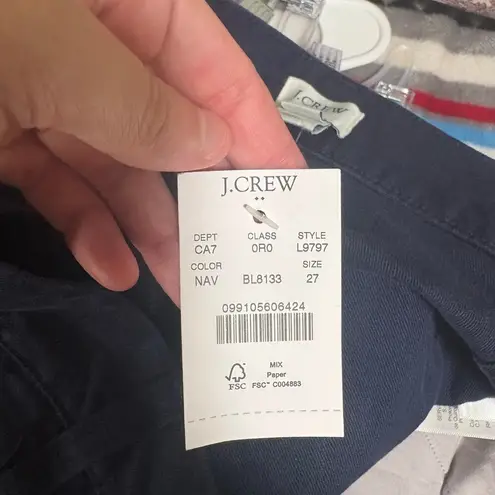 J.CREW
J.CREW
DEPT CLASS STYLE
CA7 0R0 L9797
COLOR SIZE
NAV BL8133 27
099105606424
MIX
Paper
FSC™ C004883
FSC